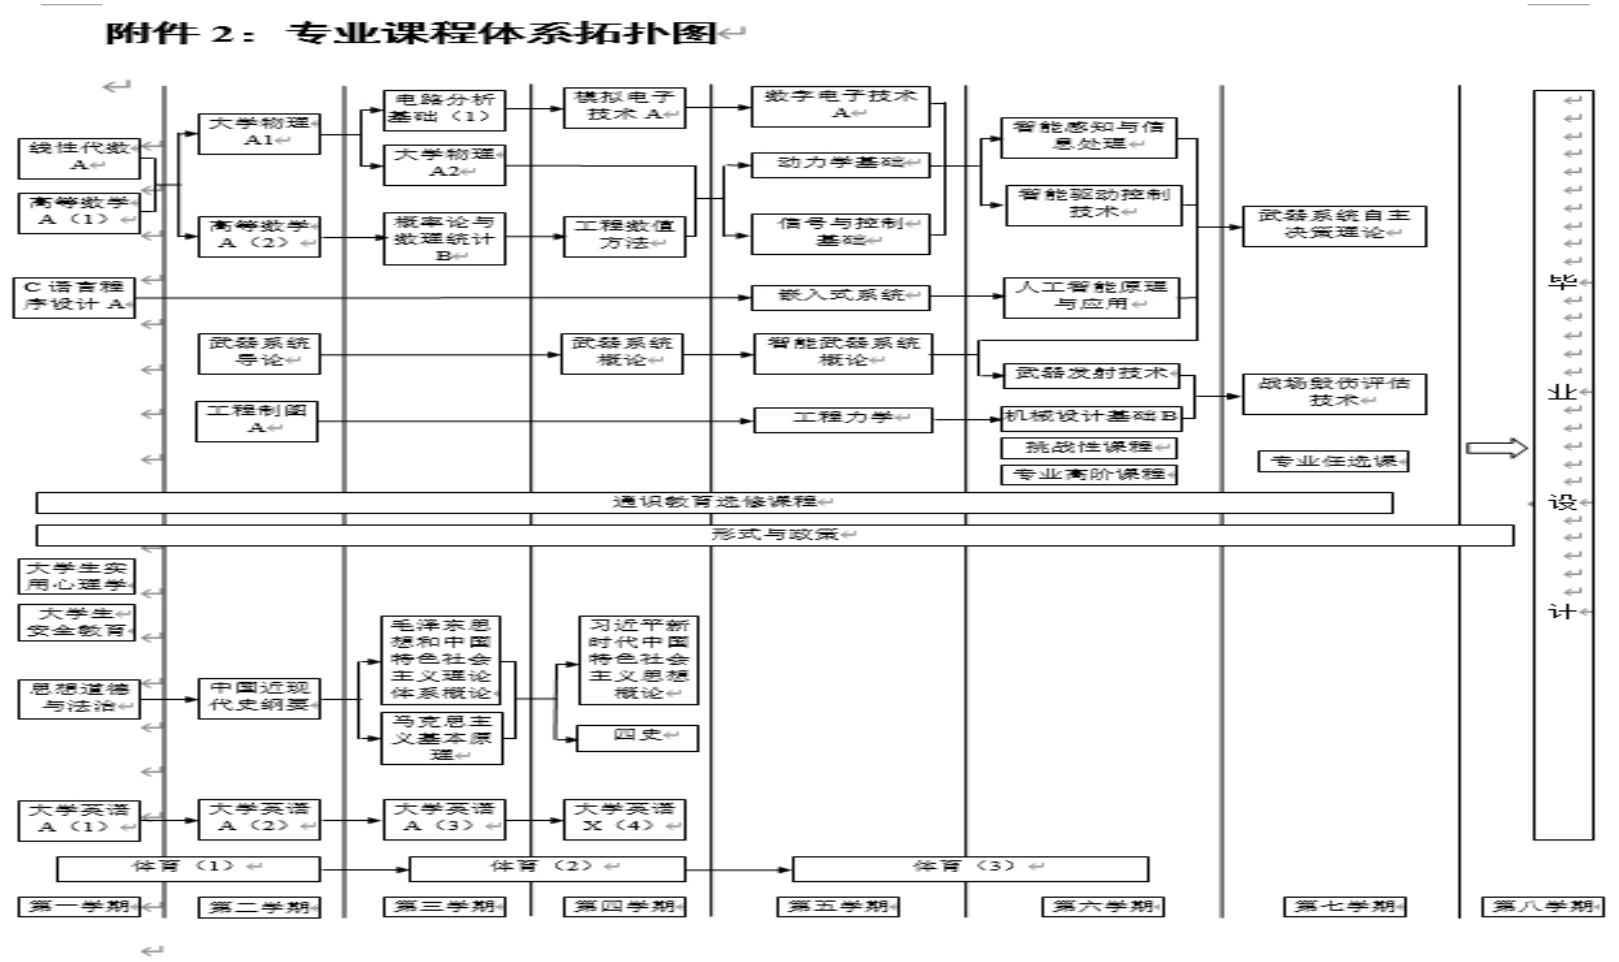 附件 2：专业课程体系拓扑图
线性代数
A
高等数学
A（1）
C 语言程
序设计 A
大学物理
A1
高等数学
A（2）
武器系统
导论
工程制图
A
电路分析
基础（1）
大学物理
A2
概率论与
数理统计
B
模拟电子
技术 A
工程数值
方法
武器系统
概论
数字电子技术
A
动力学基础
信号与控制
基础
嵌入式系统
智能武器系统
概论
工程力学
智能感知与信
息处理
智能驱动控制
技术
人工智能原理
与应用
武器发射技术
机械设计基础 B
挑战性课程
专业高阶课程
武器系统自主
决策理论
战场毁伤评估
技术
专业任选课
毕
业
设
计
通识教育选修课程
形式与政策
大学生实
用心理学
大学生
安全教育
思想道德
与法治
中国近现
代史纲要
毛泽东思
想和中国
特色社会
主义理论
体系概论
马克思主
义基本原
理
习近平新
时代中国
特色社会
主义思想
概论
四史
大学英语
A（1）
大学英语
A（2）
大学英语
A（3）
大学英语
X（4）
体育（1）
体育（2）
体育（3）
第一学期
第二学期
第三学期
第四学期
第五学期
第六学期
第七学期
第八学期